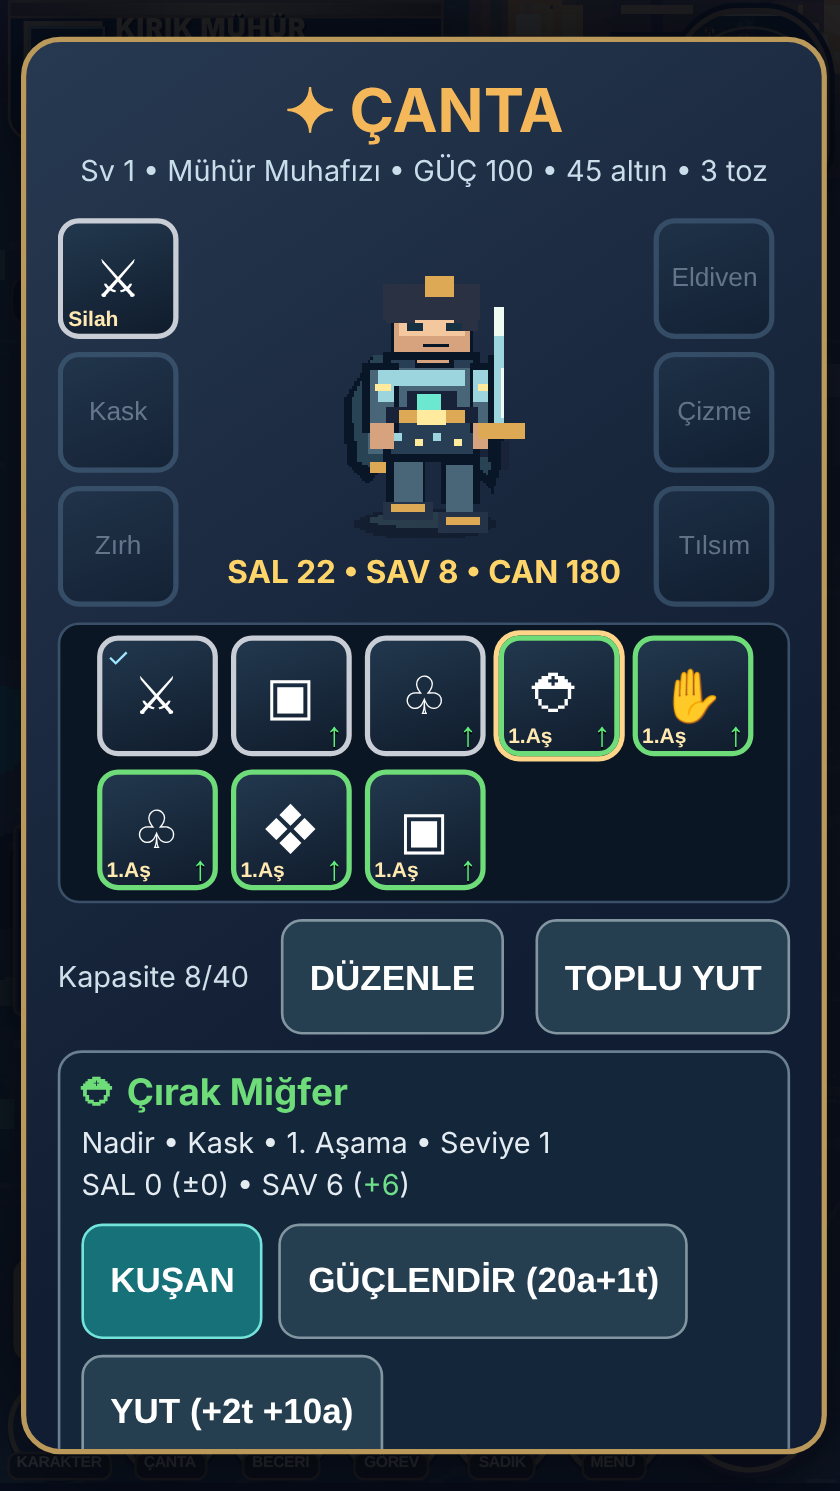 KIRIK MÜHÜR
✦ ÇANTA
Sv 1 • Mühür Muhafızı • GÜÇ 100 • 45 altın • 3 toz
Silah
Eldiven
Kask
Çizme
Zırh
Tılsım
SAL 22 • SAV 8 • CAN 180
1.Aş ↑
1.Aş ↑
1.Aş ↑
1.Aş ↑
1.Aş ↑
Kapasite 8/40
DÜZENLE
TOPLU YUT
Çırak Miğfer
Nadir • Kask • 1. Aşama • Seviye 1
SAL 0 (±0) • SAV 6 (+6)
KUŞAN
GÜÇLENDİR (20a+1t)
YUT (+2t +10a)
KARAKTER
ÇANTA
BECERİ
GÖREV
SADIK
MENÜ